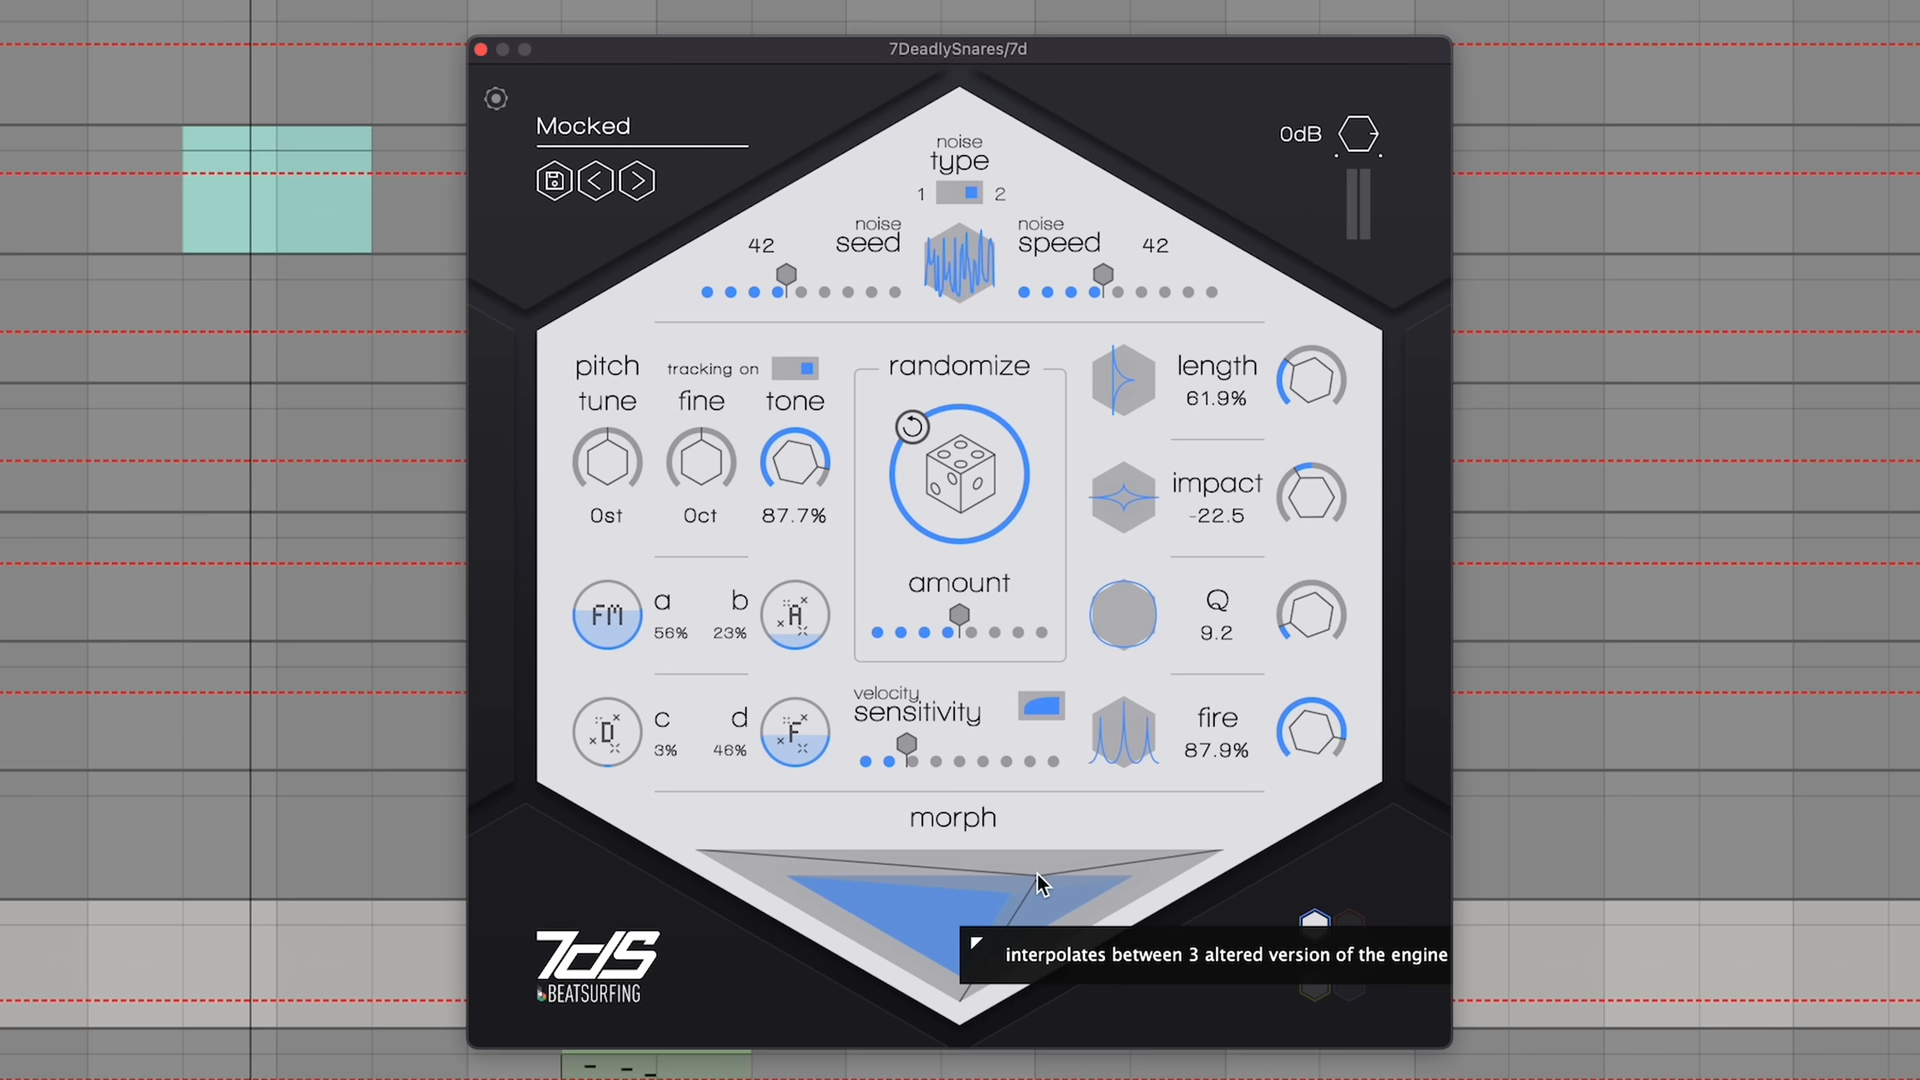 7DeadlySnares/7d
Mocked
0dB
noise
type
1 2
noise
seed
42
noise
speed
42
pitch
tracking on
tune
fine
tone
0st
0ct
87.7%
randomize
amount
length
61.9%
impact
-22.5
FM
a
56%
b
23%
A
Q
9.2
D
c
3%
d
46%
F
velocity
sensitivity
fire
87.9%
morph
interpolates between 3 altered version of the engine
7dS
BEATSURFING